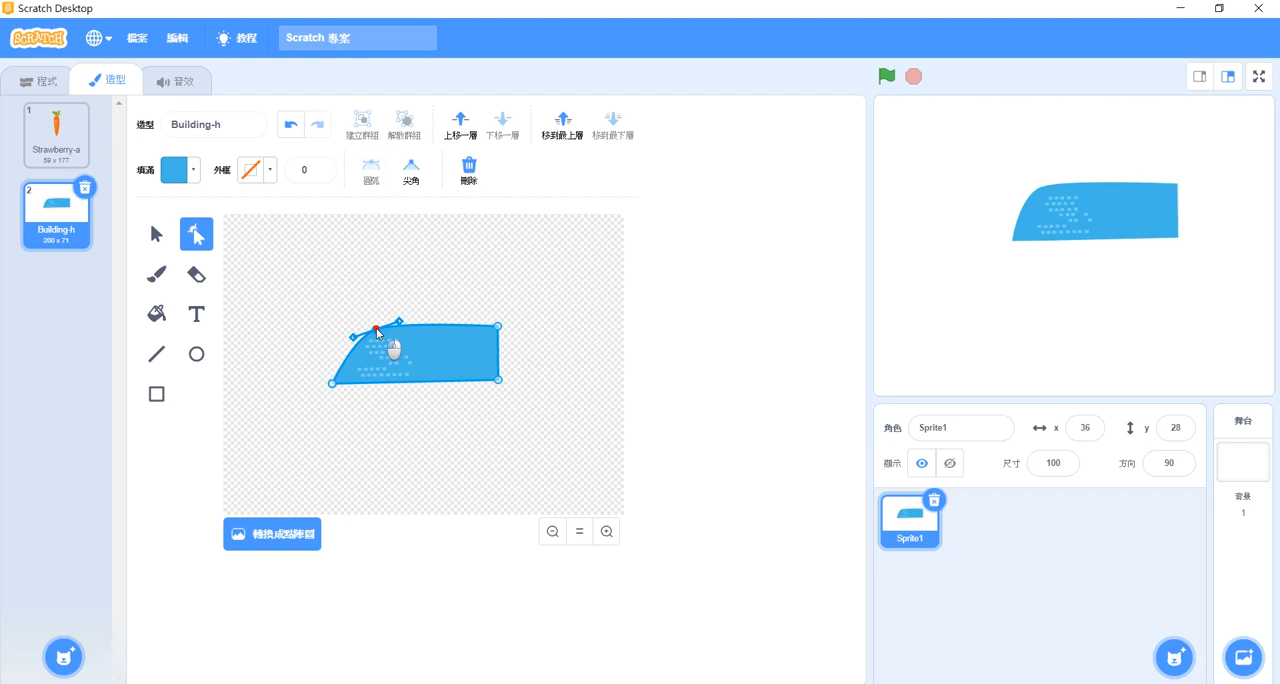 Scratch Desktop
SCRATCH 檔案 編輯 教程 Scratch 專案
程式 造型 音效
1
Strawberry-a
59 x 177
2
Building-h
200 x 71
造型 Building-h 建立群組 解散群組 上移一層 下移一層 移到最上層 移到最下層
填滿 外框 0 圓弧 尖角 刪除
轉換成點陣圖
角色 Sprite1 x 36 y 28
顯示 尺寸 100 方向 90
Sprite1
舞台
背景
1